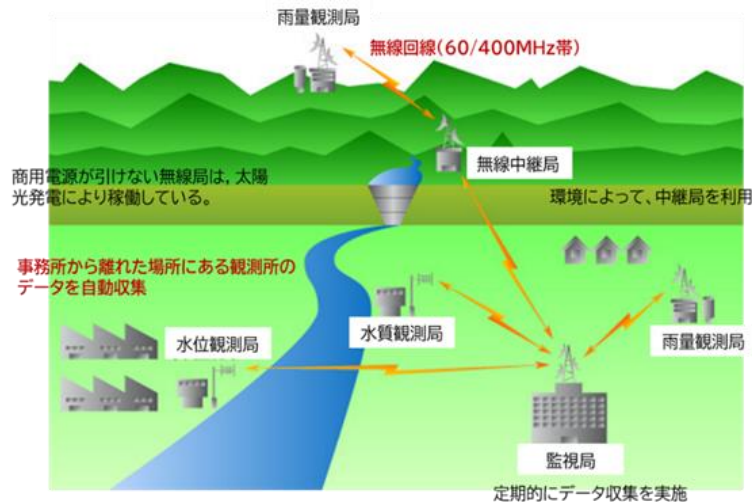 雨量観測局
無線回線(60/400MHz帯)
無線中継局
商用電源が引けない無線局は，太陽
光発電により稼働している。
環境によって、中継局を利用
事務所から離れた場所にある観測所の
データを自動収集
水位観測局
水質観測局
雨量観測局
監視局
定期的にデータ収集を実施